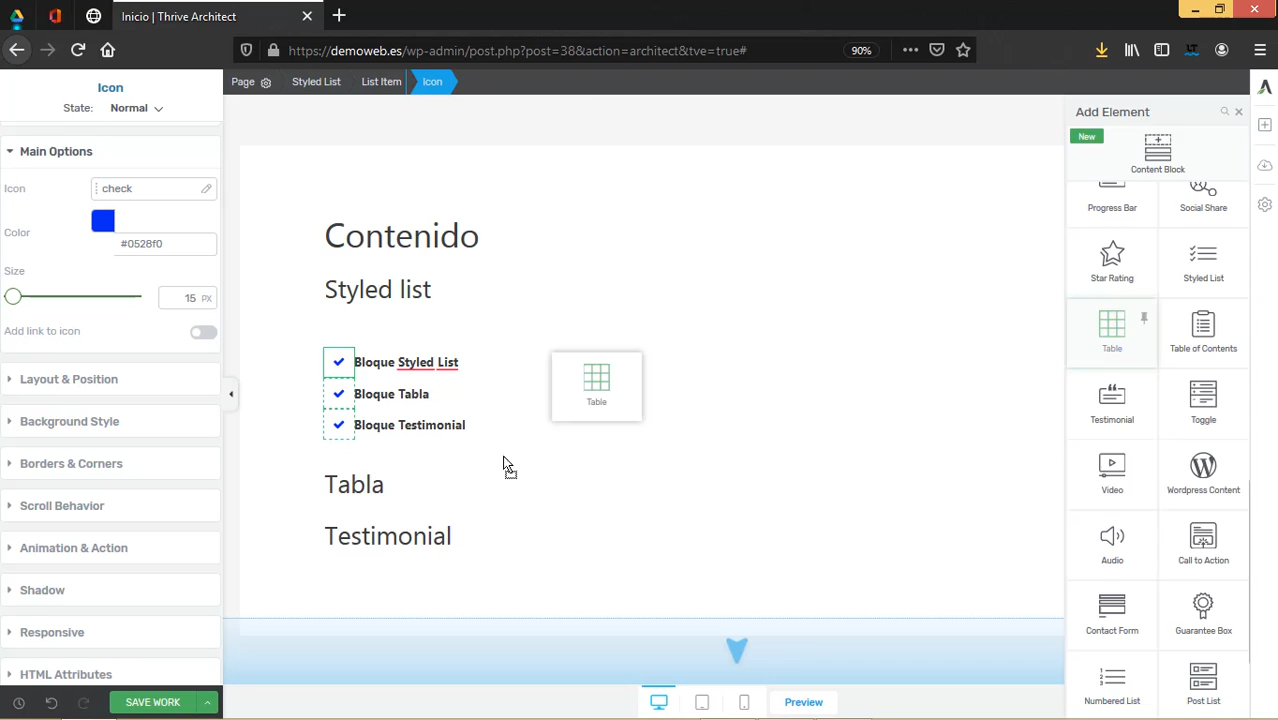 Inicio | Thrive Architect
https://demoweb.es/wp-admin/post.php?post=38&action=architect&tve=true#
90%
Icon
State: Normal
Page
Styled List
List Item
Icon
Add Element
New
Content Block
Main Options
Icon
check
Color
#0528f0
Size
15 PX
Add link to icon
Layout & Position
Background Style
Borders & Corners
Scroll Behavior
Animation & Action
Shadow
Responsive
HTML Attributes
SAVE WORK
Contenido
Styled list
Bloque Styled List
Bloque Tabla
Bloque Testimonial
Table
Tabla
Testimonial
Preview
Progress Bar
Social Share
Star Rating
Styled List
Table
Table of Contents
Testimonial
Toggle
Video
Wordpress Content
Audio
Call to Action
Contact Form
Guarantee Box
Numbered List
Post List